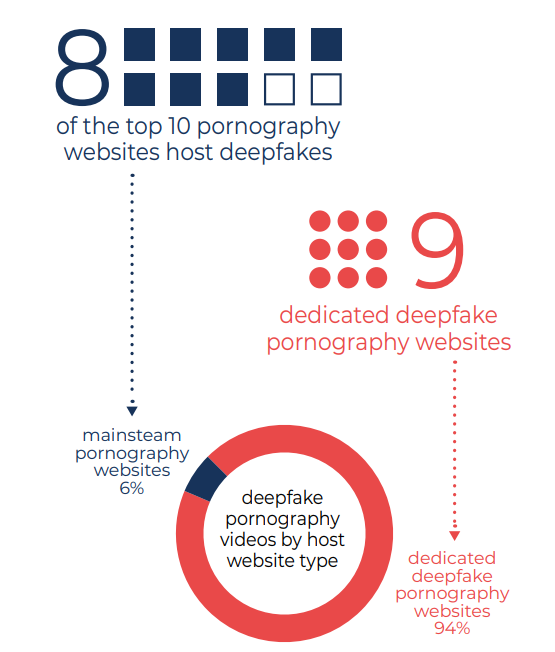 8
of the top 10 pornography
websites host deepfakes
9
dedicated deepfake
pornography websites
mainsteam
pornography
websites
6%
deepfake
pornography
videos by host
website type
dedicated
deepfake
pornography
websites
94%